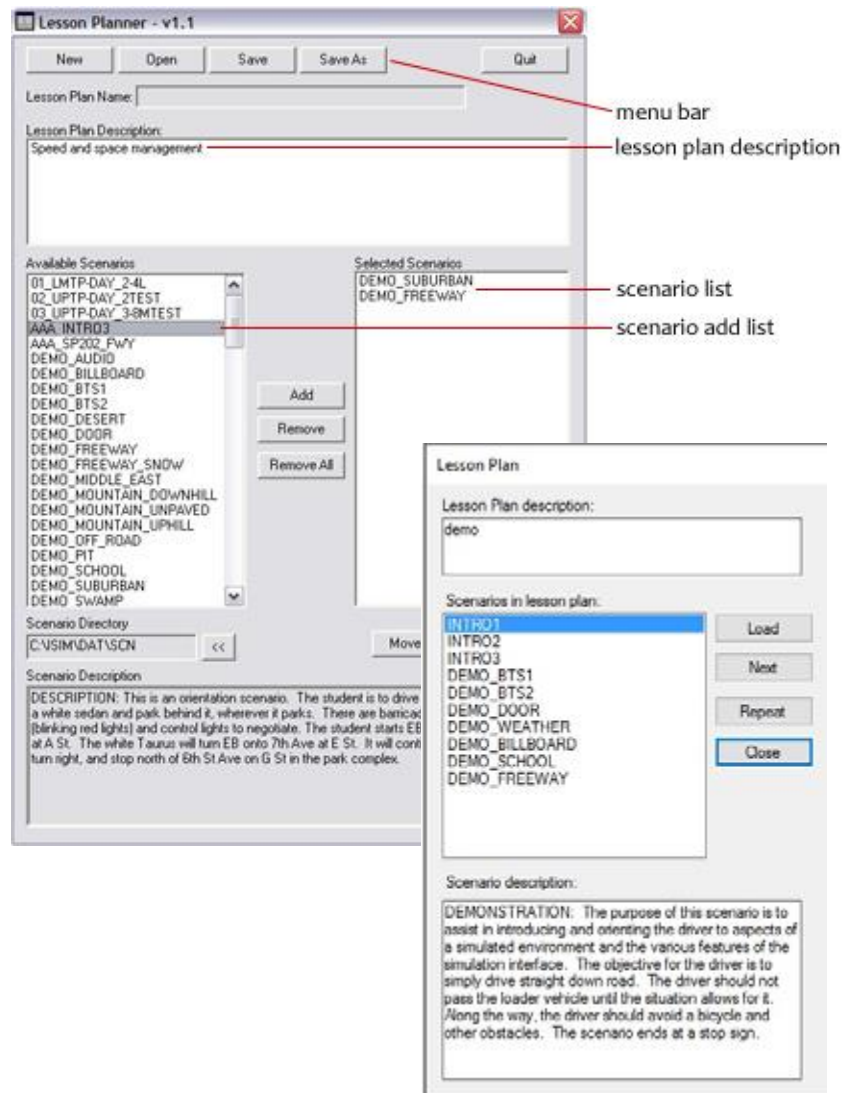 Lesson Planner - v1.1
New Open Save Save As Quit
Lesson Plan Name:
menu bar
Lesson Plan Description:
Speed and space management
lesson plan description
Available Scenarios
01_LMTP-DAY_2-4L
02_UPTP-DAY_2TEST
03_UPTP-DAY_3-8MTEST
AAA_INTRO3
AAA_SP202_FWY
DEMO_AUDIO
DEMO_BILLBOARD
DEMO_BTS1
DEMO_BTS2
DEMO_DESERT
DEMO_DOOR
DEMO_FREEWAY
DEMO_FREEWAY_SNOW
DEMO_MIDDLE_EAST
DEMO_MOUNTAIN_DOWNHILL
DEMO_MOUNTAIN_UNPAVED
DEMO_MOUNTAIN_UPHILL
DEMO_OFF_ROAD
DEMO_PIT
DEMO_SCHOOL
DEMO_SUBURBAN
DEMO_SWAMP
Add
Remove
Remove All
Selected Scenarios
DEMO_SUBURBAN
DEMO_FREEWAY
scenario list
scenario add list
Scenario Directory
C:\ISIM\DAT\SCN <<
Move
Scenario Description
DESCRIPTION: This is an orientation scenario. The student is to drive
a white sedan and park behind it, wherever it parks. There are barricad
(blinking red lights) and control lights to negotiate. The student starts EB
at A St. The white Taurus will turn EB onto 7th Ave at E St. It will cont
turn right, and stop north of 6th St Ave on G St in the park complex.
Lesson Plan
Lesson Plan description:
demo
Scenarios in lesson plan:
INTRO1
INTRO2
INTRO3
DEMO_BTS1
DEMO_BTS2
DEMO_DOOR
DEMO_WEATHER
DEMO_BILLBOARD
DEMO_SCHOOL
DEMO_FREEWAY
Load
Next
Repeat
Close
Scenario description:
DEMONSTRATION: The purpose of this scenario is to
assist in introducing and orienting the driver to aspects of
a simulated environment and the various features of the
simulation interface. The objective for the driver is to
simply drive straight down road. The driver should not
pass the loader vehicle until the situation allows for it.
Along the way, the driver should avoid a bicycle and
other obstacles. The scenario ends at a stop sign.